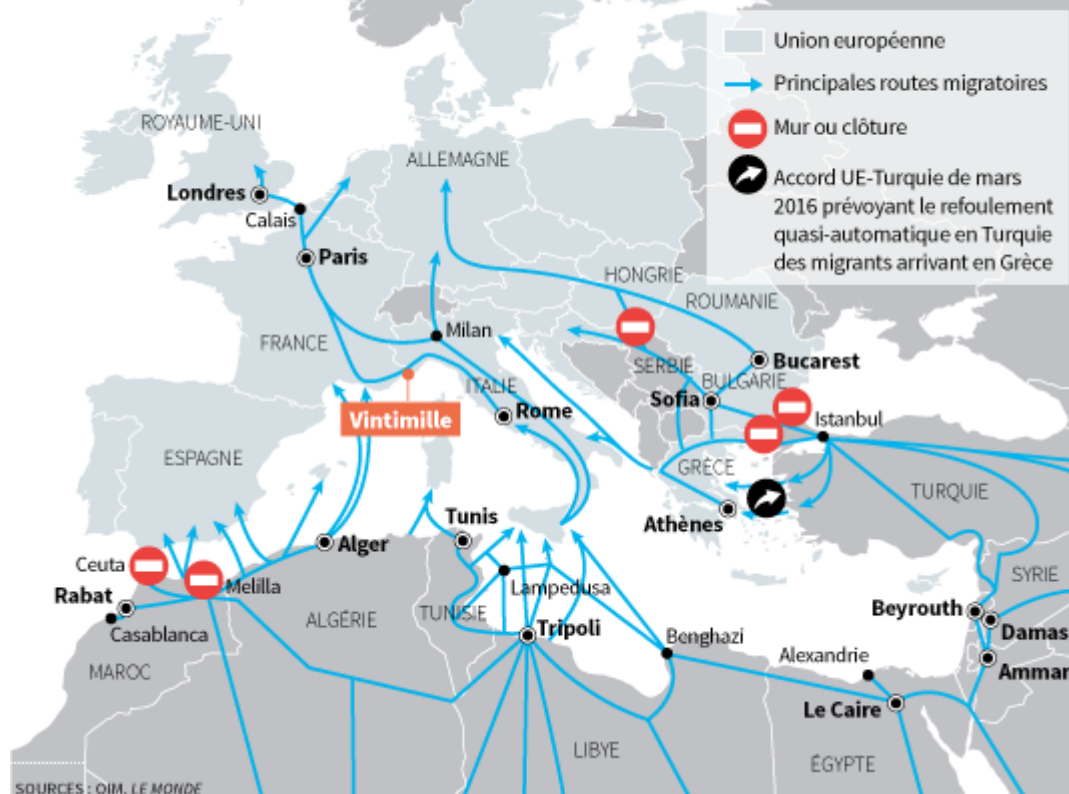 Union européenne
Principales routes migratoires
Mur ou clôture
Accord UE-Turquie de mars
2016 prévoyant le refoulement
quasi-automatique en Turquie
des migrants arrivant en Grèce
ROYAUME-UNI
ALLEMAGNE
Londres
Calais
Paris
HONGRIE
ROUMANIE
FRANCE
Milan
Bucarest
SERBIE
BULGARIE
ITALIE
Sofia
Rome
Vintimille
Istanbul
ESPAGNE
GRÈCE
TURQUIE
Athènes
Tunis
Alger
Ceuta
Melilla
Lampedusa
SYRIE
Rabat
Beyrouth
Casablanca
ALGÉRIE
TUNISIE
Tripoli
Benghazi
Damas
Alexandrie
Amman
MAROC
Le Caire
LIBYE
ÉGYPTE
SOURCES : OIM, LE MONDE